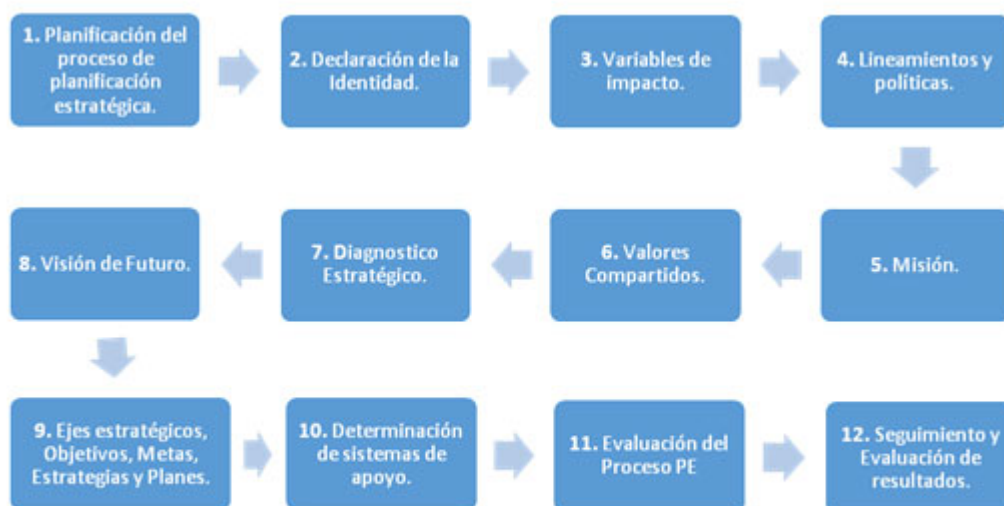 1. Planificación del
proceso de
planificación
estratégica.
2. Declaración de la
Identidad.
3. Variables de
impacto.
4. Lineamientos y
políticas.
5. Misión.
6. Valores
Compartidos.
7. Diagnostico
Estratégico.
8. Visión de Futuro.
9. Ejes estratégicos,
Objetivos, Metas,
Estrategias y Planes.
10. Determinación
de sistemas de
apoyo.
11. Evaluación del
Proceso PE
12. Seguimiento y
Evaluación de
resultados.